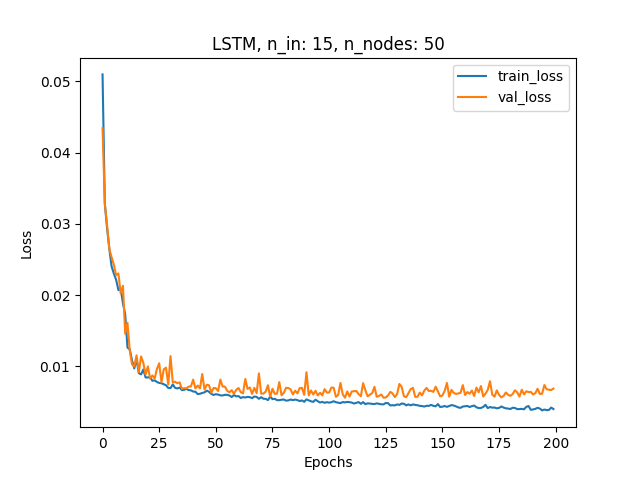 LSTM, n_in: 15, n_nodes: 50
train_loss
val_loss
0.05
0.04
0.03
0.02
0.01
Loss
0 25 50 75 100 125 150 175 200
Epochs